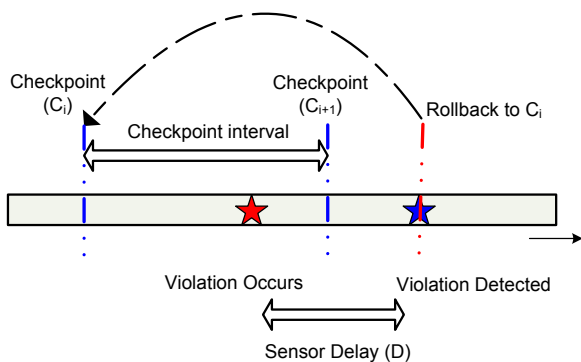 Checkpoint
(Ci)
Checkpoint
(Ci+1)
Rollback to Ci
Checkpoint interval
Violation Occurs
Violation Detected
Sensor Delay (D)